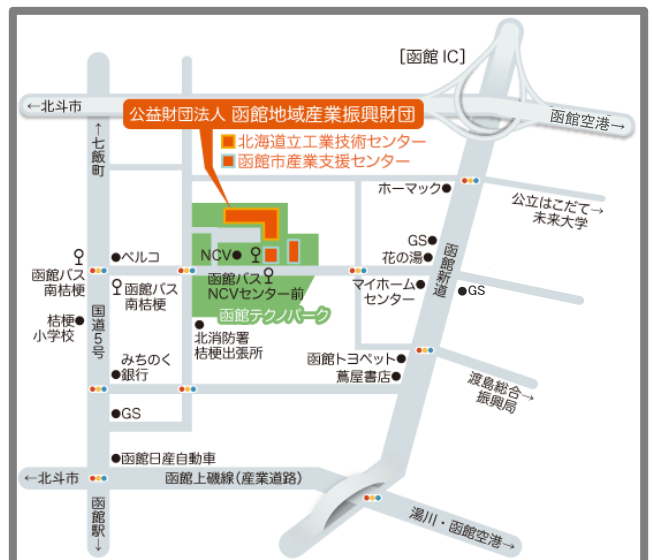 [函館IC]
←北斗市
函館空港→
公益財団法人 函館地域産業振興財団
北海道立工業技術センター
函館市産業支援センター
←七飯町
ホーマック
公立はこだて→
未来大学
GS
花の湯
函館新道
ベルコ
NCV
函館バス
南桔梗
函館バス
南桔梗
函館バス
NCVセンター前
マイホーム
センター
GS
函館テクノパーク
国道5号
桔梗
小学校
北消防署
桔梗出張所
みちのく
銀行
函館トヨペット
蔦屋書店
渡島総合→
振興局
GS
函館日産自動車
←北斗市
函館上磯線(産業道路)
函館駅→
湯川・函館空港→